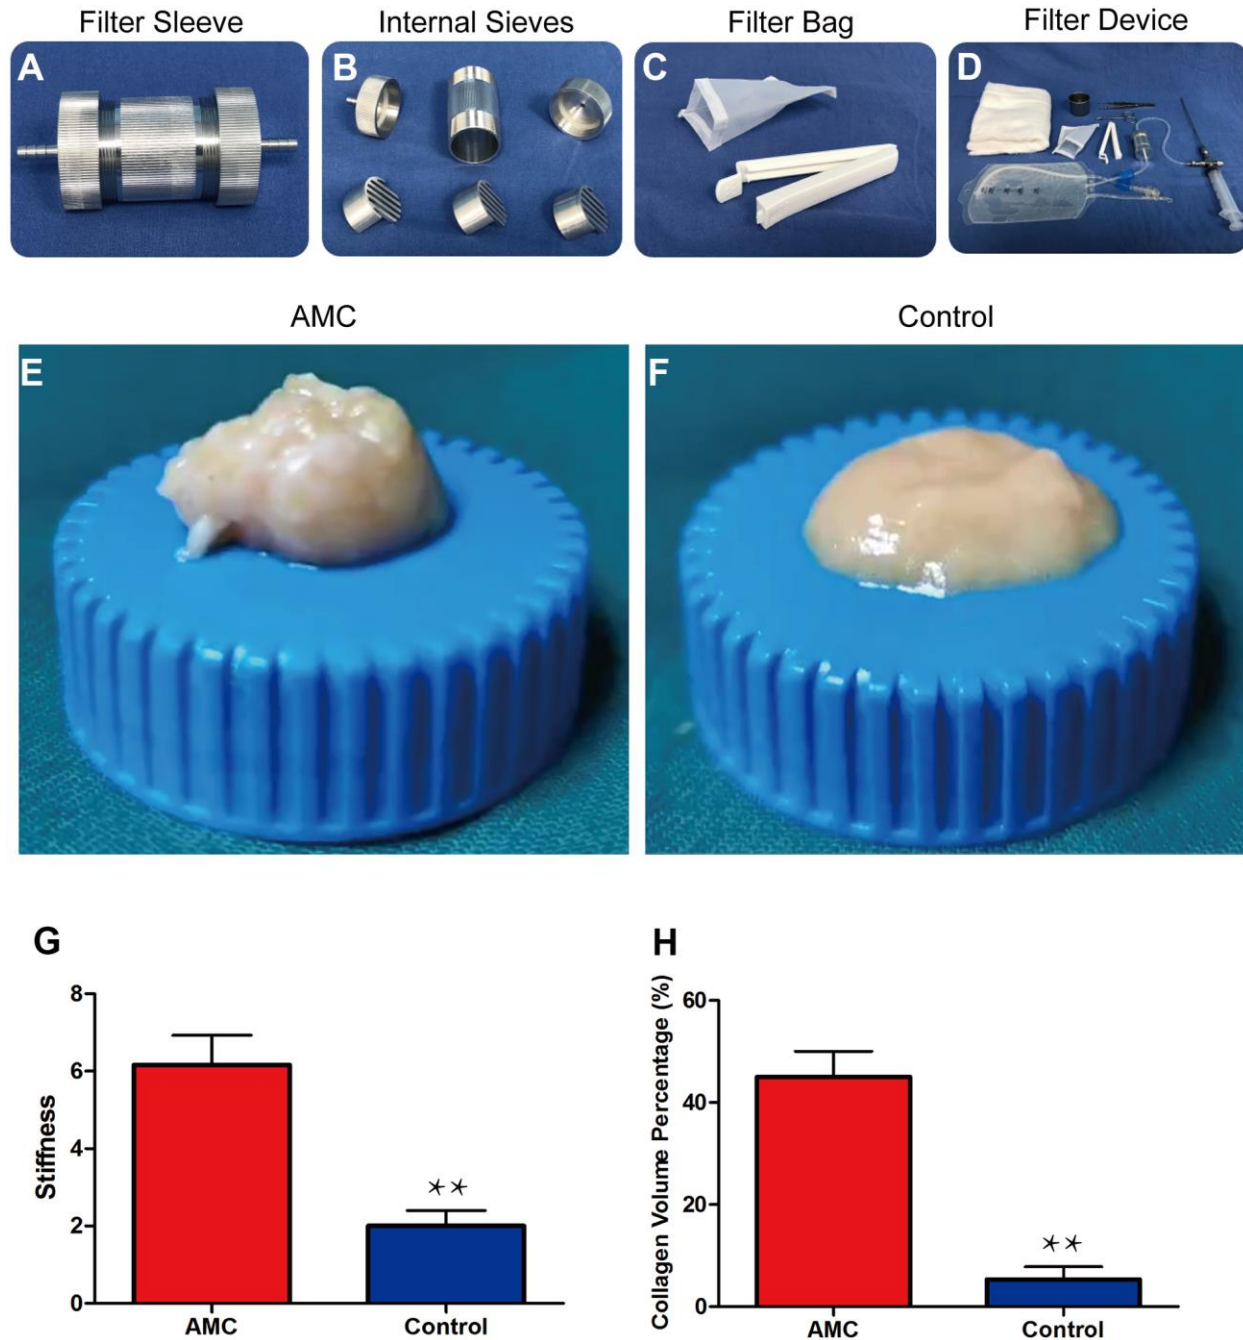 Filter Sleeve
Internal Sieves
Filter Bag
Filter Device
A
B
C
D
AMC
Control
E
F
G
H
Stiffness
8
6
4
2
0
**
AMC
Control
Collagen Volume Percentage (%)
60
40
20
0
**
AMC
Control